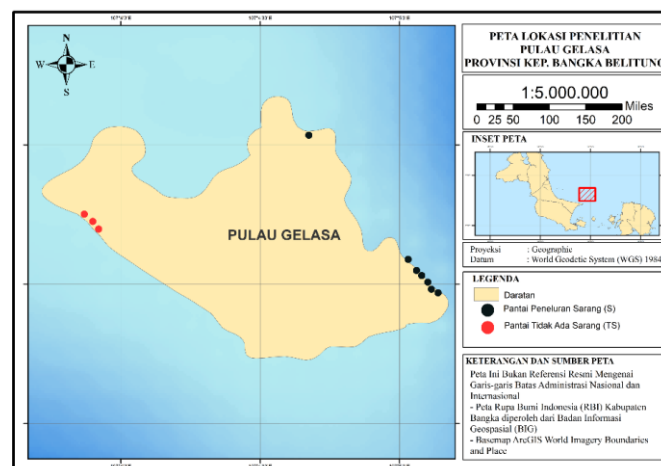 PETA LOKASI PENELITIAN
PULAU GELASA
PROVINSI KEP. BANGKA BELITUNG
1:5.000.000
0 25 50 100 150 200 Miles
INSET PETA
Proyeksi : Geographic
Datum : World Geodetic System (WGS) 1984
LEGENDA
Daratan
Pantai Peneluran Sarang (S)
Pantai Tidak Ada Sarang (TS)
KETERANGAN DAN SUMBER PETA
Peta Ini Bukan Referensi Resmi Mengenai
Garis-garis Batas Administrasi Nasional dan
Internasional
- Peta Rupa Bumi Indonesia (RBI) Kabupaten
Bangka diperoleh dari Badan Informasi
Geospasial (BIG)
- Basemap ArcGIS World Imagery Boundaries
and Place
N
W E
S
PULAU GELASA